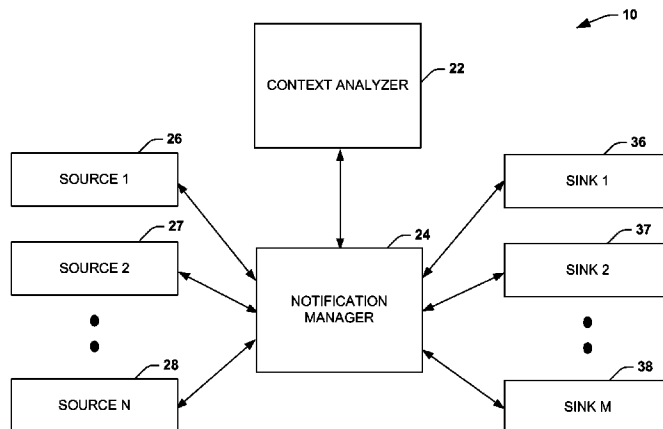 10
CONTEXT ANALYZER
22
26
SOURCE 1
36
SINK 1
27
SOURCE 2
24
NOTIFICATION
MANAGER
37
SINK 2
28
SOURCE N
38
SINK M